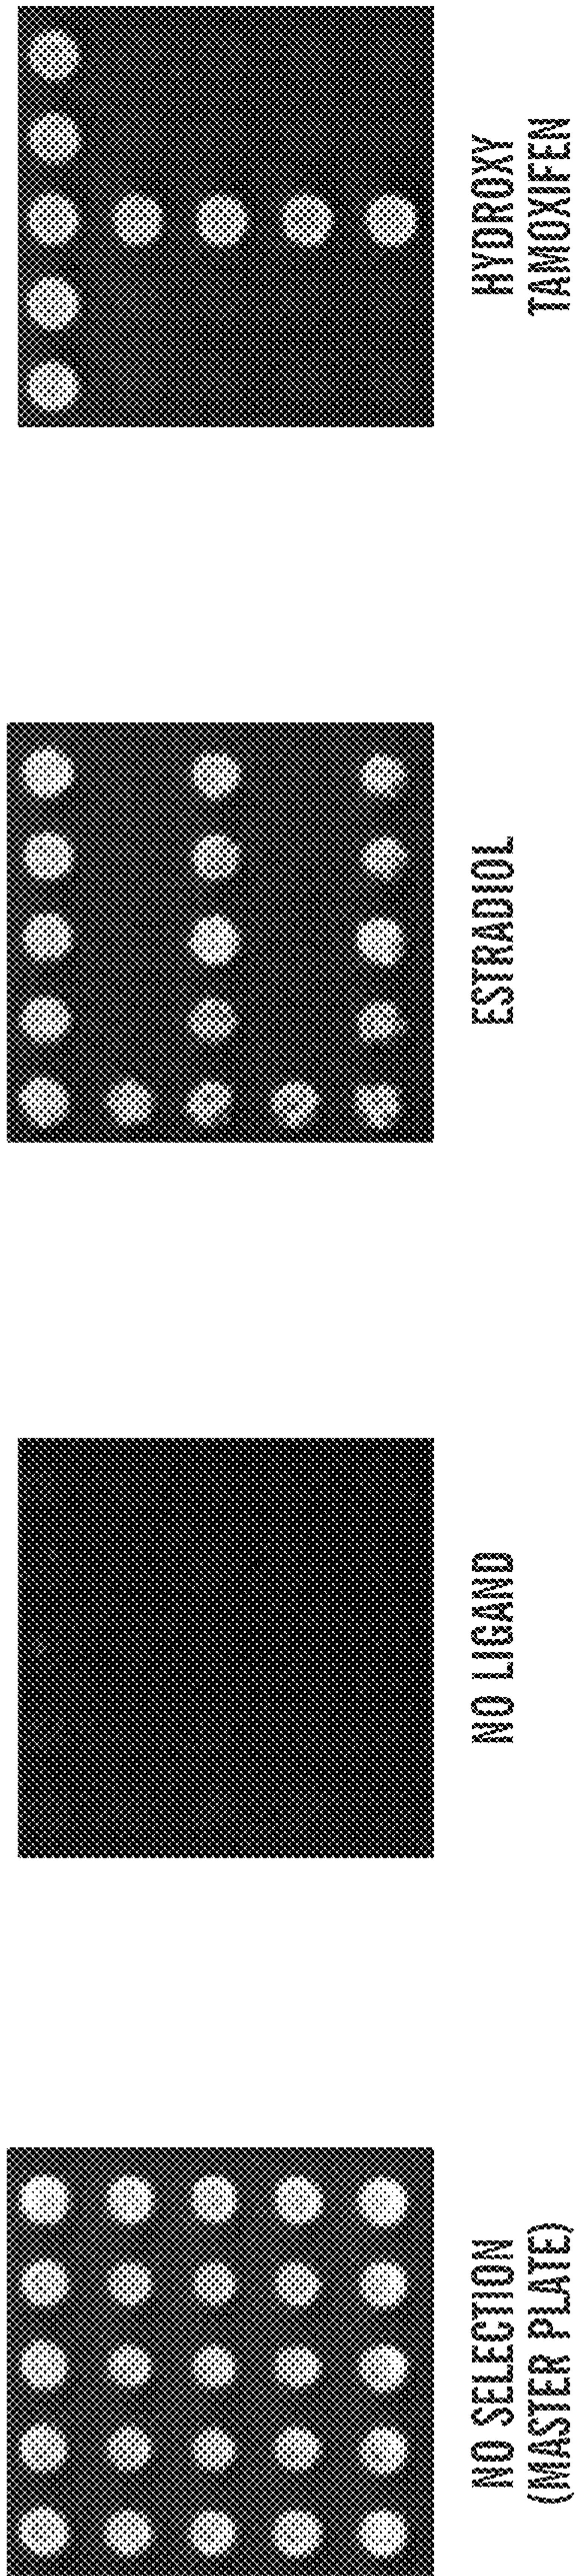 NO SELECTION
(MASTER PLATE)
NO LIGAND
ESTRADIOL
HYDROXY
TAMOXIFEN